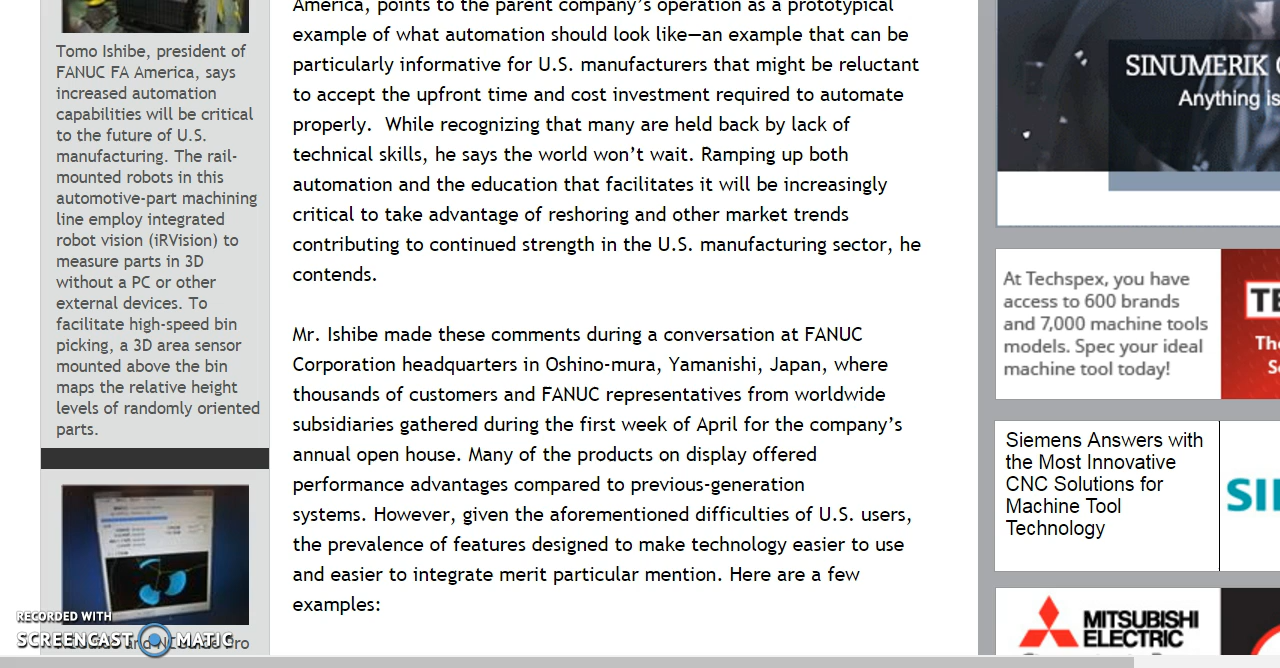 Tomo Ishibe, president of
FANUC FA America, says
increased automation
capabilities will be critical
to the future of U.S.
manufacturing. The rail-
mounted robots in this
automotive-part machining
line employ integrated
robot vision (iRVision) to
measure parts in 3D
without a PC or other
external devices. To
facilitate high-speed bin
picking, a 3D area sensor
mounted above the bin
maps the relative height
levels of randomly oriented
parts.
RECORDED WITH
SCREENCAST-O-MATIC
America, points to the parent company’s operation as a prototypical
example of what automation should look like—an example that can be
particularly informative for U.S. manufacturers that might be reluctant
to accept the upfront time and cost investment required to automate
properly.  While recognizing that many are held back by lack of
technical skills, he says the world won’t wait. Ramping up both
automation and the education that facilitates it will be increasingly
critical to take advantage of reshoring and other market trends
contributing to continued strength in the U.S. manufacturing sector, he
contends.
Mr. Ishibe made these comments during a conversation at FANUC
Corporation headquarters in Oshino-mura, Yamanishi, Japan, where
thousands of customers and FANUC representatives from worldwide
subsidiaries gathered during the first week of April for the company’s
annual open house. Many of the products on display offered
performance advantages compared to previous-generation
systems. However, given the aforementioned difficulties of U.S. users,
the prevalence of features designed to make technology easier to use
and easier to integrate merit particular mention. Here are a few
examples:
SINUMERIK
Anything is
At Techspex, you have
access to 600 brands
and 7,000 machine tools
models. Spec your ideal
machine tool today!
Siemens Answers with
the Most Innovative
CNC Solutions for
Machine Tool
Technology
MITSUBISHI
ELECTRIC